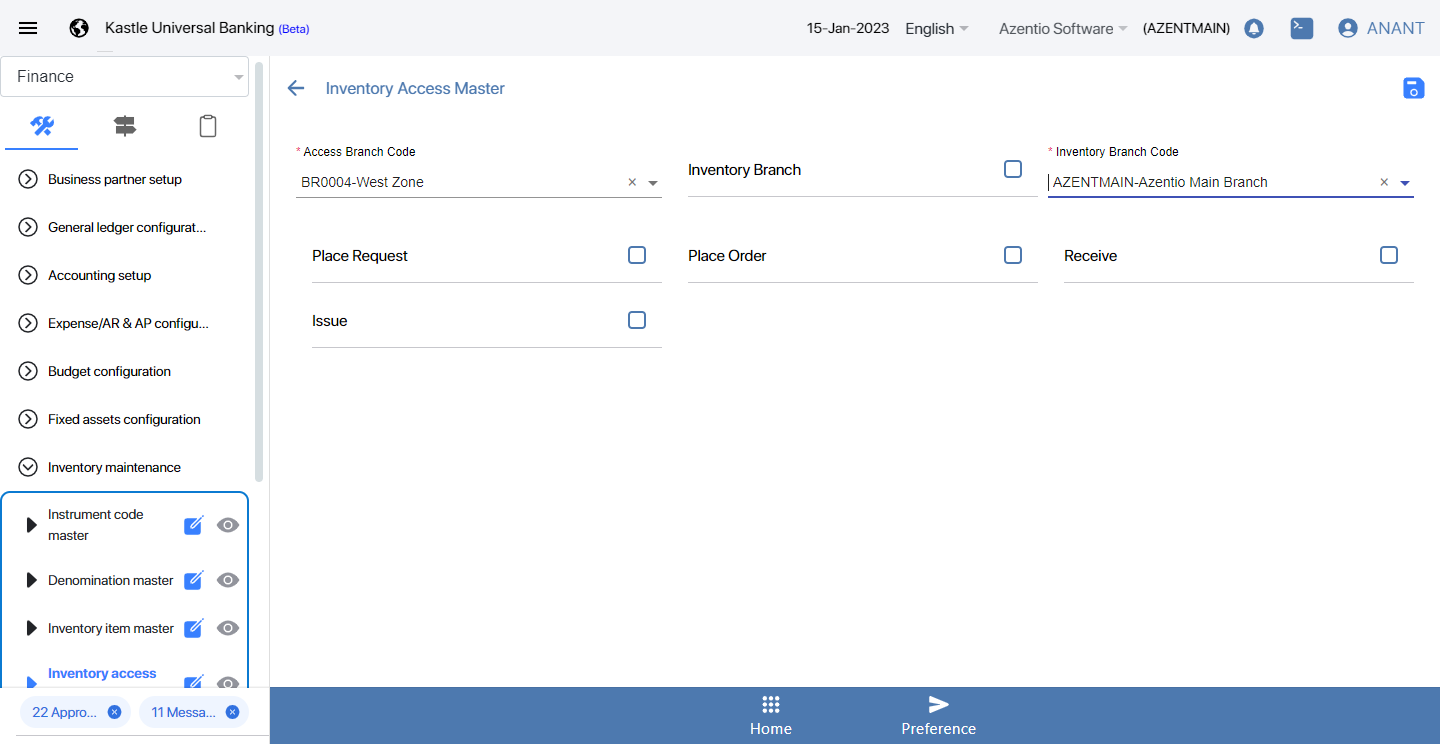 Kastle Universal Banking (Beta)
15-Jan-2023
English
Azentio Software
(AZENTMAIN)
ANANT
Finance
Business partner setup
General ledger configurat...
Accounting setup
Expense/AR & AP configu...
Budget configuration
Fixed assets configuration
Inventory maintenance
Instrument code
master
Denomination master
Inventory item master
Inventory access
22 Appro...
11 Messa...
Inventory Access Master
* Access Branch Code
BR0004-West Zone
Inventory Branch
* Inventory Branch Code
AZENTMAIN-Azentio Main Branch
Place Request
Place Order
Receive
Issue
Home
Preference